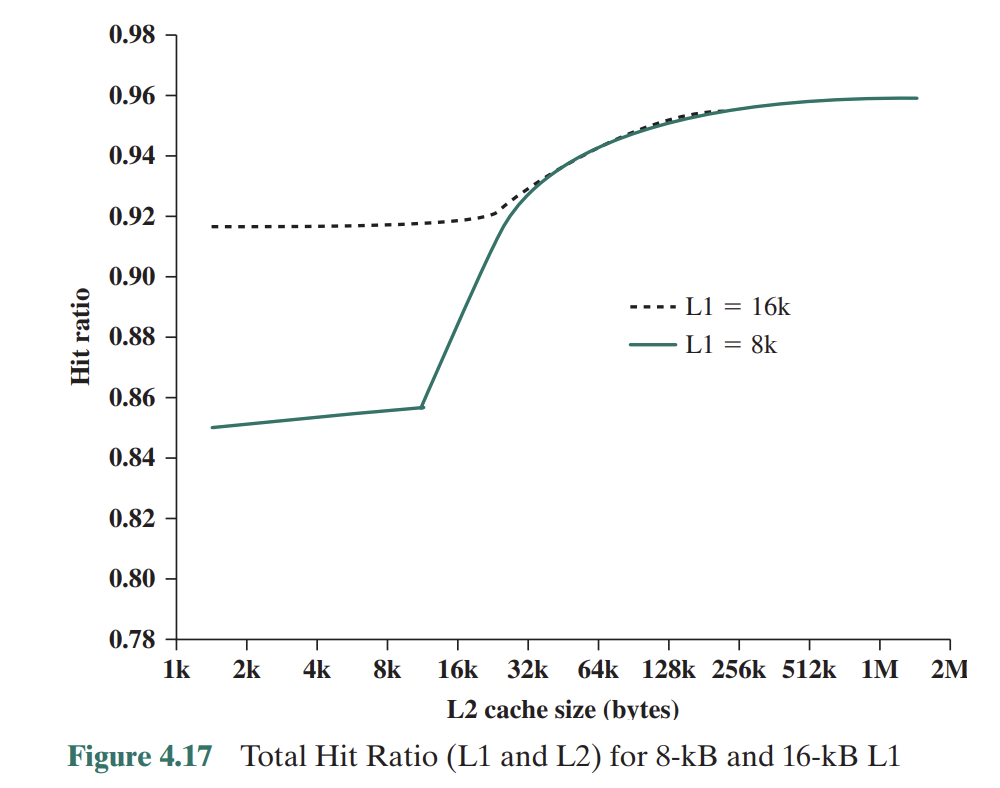 0.98
0.96
0.94
0.92
0.90
0.88
0.86
0.84
0.82
0.80
0.78
Hit ratio
L1 = 16k
L1 = 8k
1k 2k 4k 8k 16k 32k 64k 128k 256k 512k 1M 2M
L2 cache size (bytes)
Figure 4.17 Total Hit Ratio (L1 and L2) for 8-kB and 16-kB L1